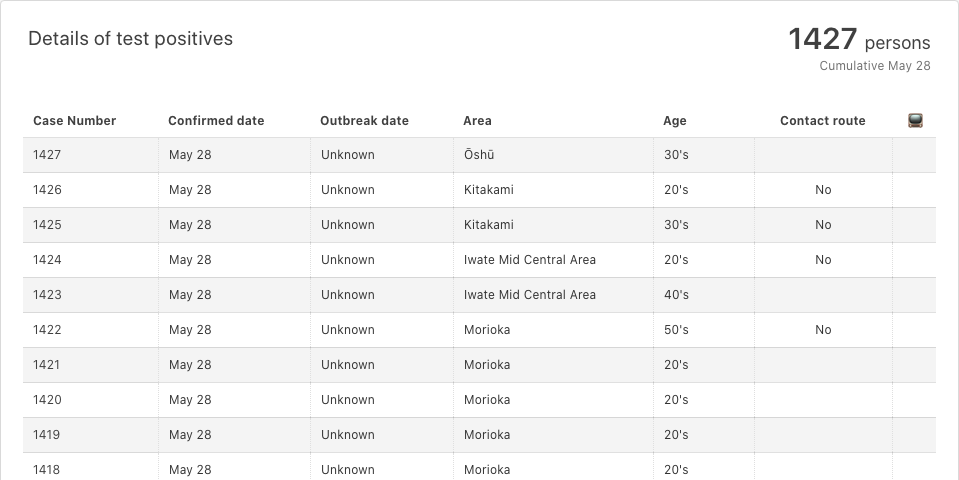 Details of test positives
1427 persons
Cumulative May 28
Case Number Confirmed date Outbreak date Area Age Contact route
1427 May 28 Unknown Ōshū 30's
1426 May 28 Unknown Kitakami 20's No
1425 May 28 Unknown Kitakami 30's No
1424 May 28 Unknown Iwate Mid Central Area 20's No
1423 May 28 Unknown Iwate Mid Central Area 40's
1422 May 28 Unknown Morioka 50's No
1421 May 28 Unknown Morioka 20's
1420 May 28 Unknown Morioka 20's
1419 May 28 Unknown Morioka 20's
1418 May 28 Unknown Morioka 20's